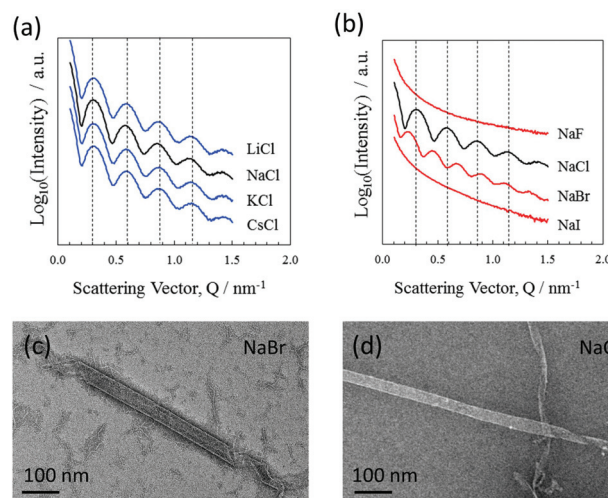 (a)
Log₁₀(Intensity) / a.u.
LiCl
NaCl
KCl
CsCl
0.0 0.5 1.0 1.5 2.0
Scattering Vector, Q / nm⁻¹
(b)
Log₁₀(Intensity) / a.u.
NaF
NaCl
NaBr
NaI
0.0 0.5 1.0 1.5 2.0
Scattering Vector, Q / nm⁻¹
(c) NaBr
100 nm
(d)
100 nm